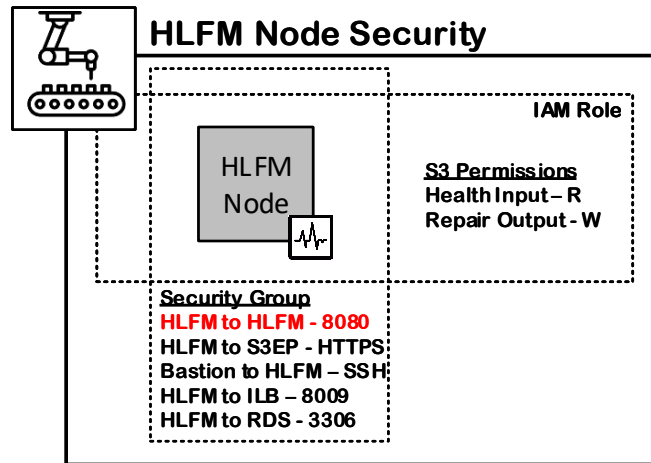 HLFM Node Security
IAM Role
HLFM
Node
S3 Permissions
Health Input – R
Repair Output - W
Security Group
HLFM to HLFM - 8080
HLFM to S3EP - HTTPS
Bastion to HLFM – SSH
HLFM to ILB – 8009
HLFM to RDS - 3306